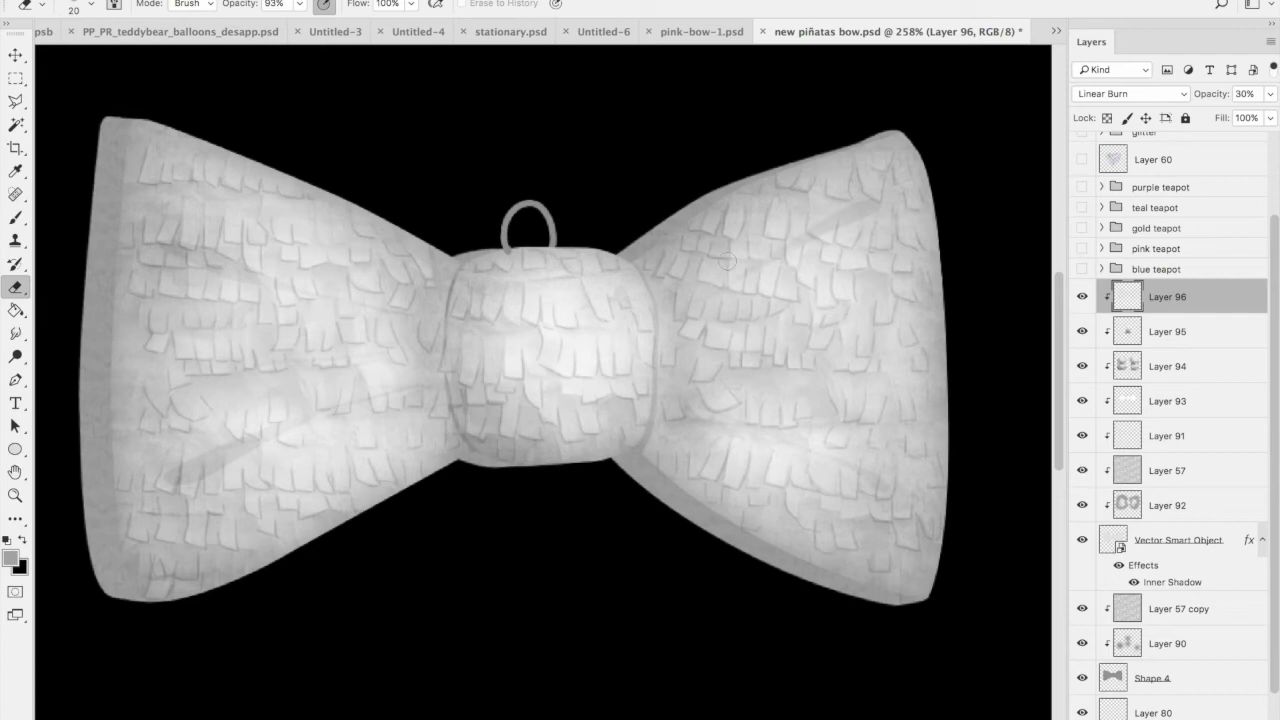 20 Mode: Brush Opacity: 93% Flow: 100% Erase to History
psb × PP_PR_teddybear_balloons_desapp.psd × Untitled-3 × Untitled-4 × stationary.psd × Untitled-6 × pink-bow-1.psd × new piñatas bow.psd @ 258% (Layer 96, RGB/8) *
Layers
Kind
Linear Burn Opacity: 30%
Lock: Fill: 100%
glitter
Layer 60
purple teapot
teal teapot
gold teapot
pink teapot
blue teapot
Layer 96
Layer 95
Layer 94
Layer 93
Layer 91
Layer 57
Layer 92
Vector Smart Object fx
Effects
Inner Shadow
Layer 57 copy
Layer 90
Shape 4
Layer 80